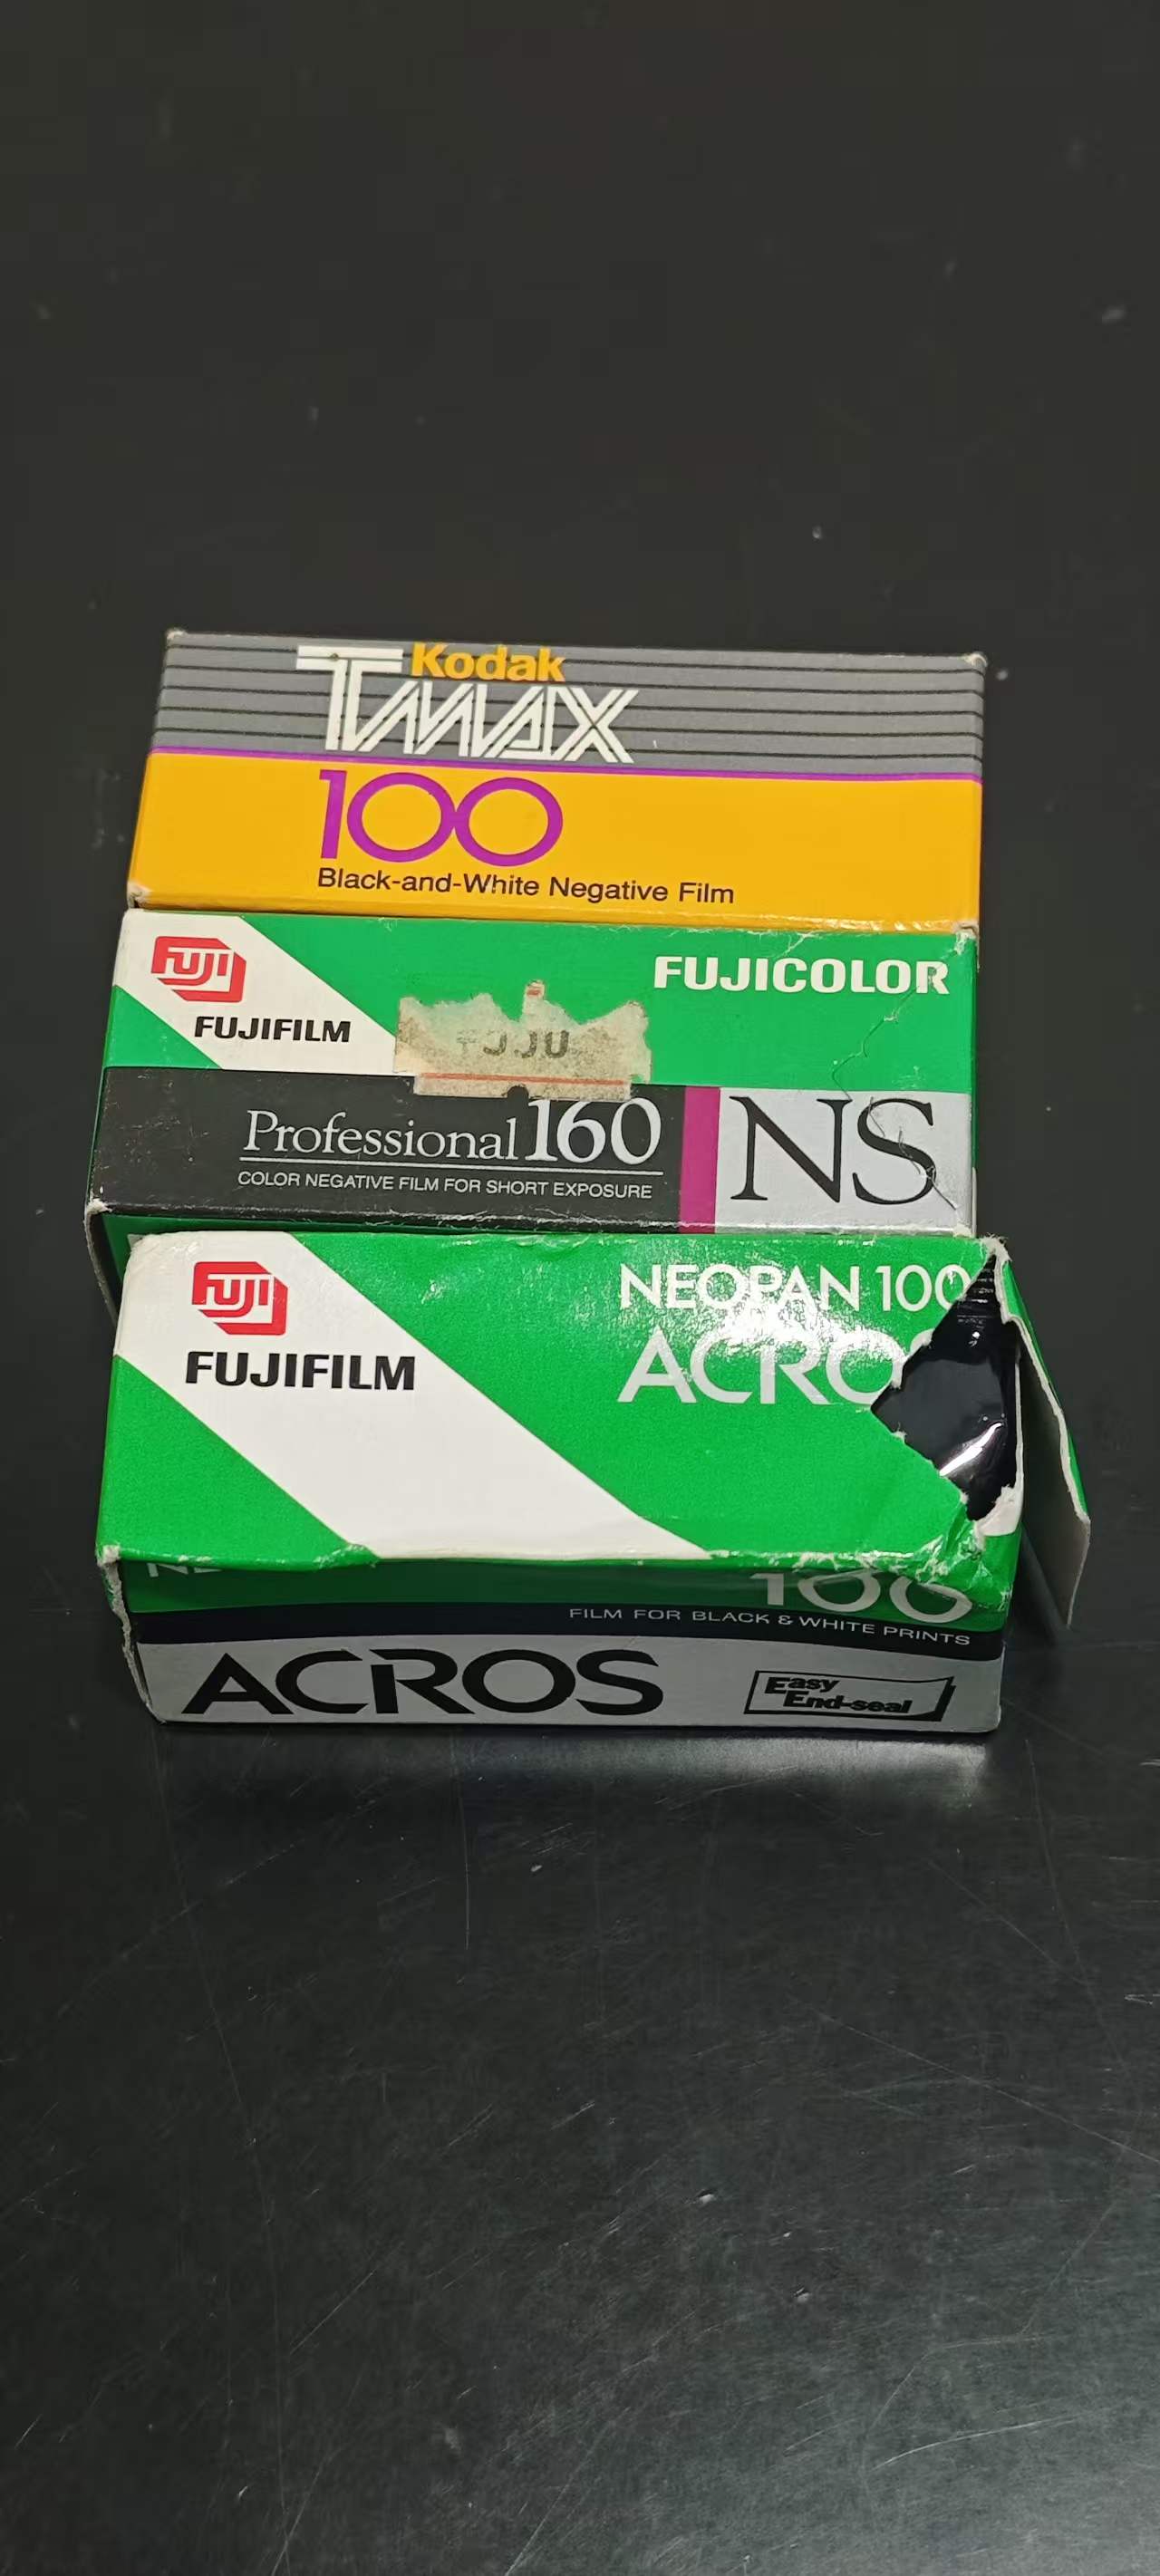 Kodak
TMAX
100
Black-and-White Negative Film
FUJI
FUJIFILM
FUJICOLOR
Professional 160
NS
COLOR NEGATIVE FILM FOR SHORT EXPOSURE
FUJI
FUJIFILM
NEOPAN 100
ACRO
100
FILM FOR BLACK & WHITE PRINTS
ACROS
Easy
End-seal